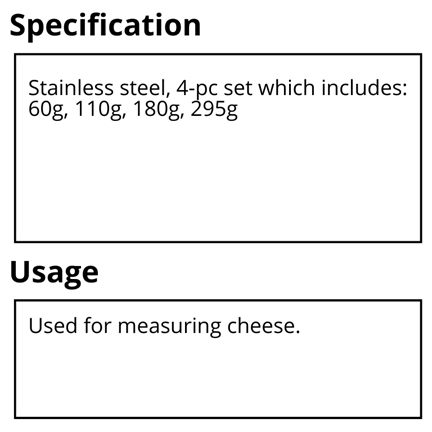 Specification
Stainless steel, 4-pc set which includes:
60g, 110g, 180g, 295g
Usage
Used for measuring cheese.